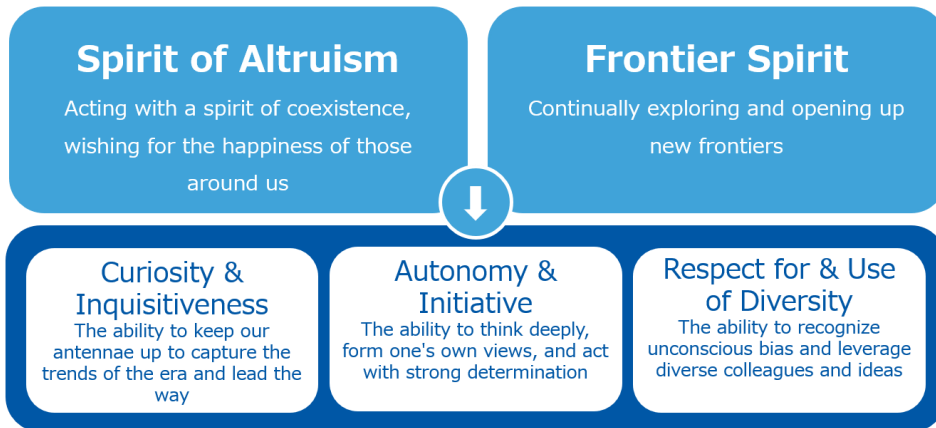 Spirit of Altruism
Acting with a spirit of coexistence,
wishing for the happiness of those
around us
Frontier Spirit
Continually exploring and opening up
new frontiers
Curiosity &
Inquisitiveness
The ability to keep our
antennae up to capture the
trends of the era and lead the
way
Autonomy &
Initiative
The ability to think deeply,
form one's own views, and act
with strong determination
Respect for & Use
of Diversity
The ability to recognize
unconscious bias and leverage
diverse colleagues and ideas